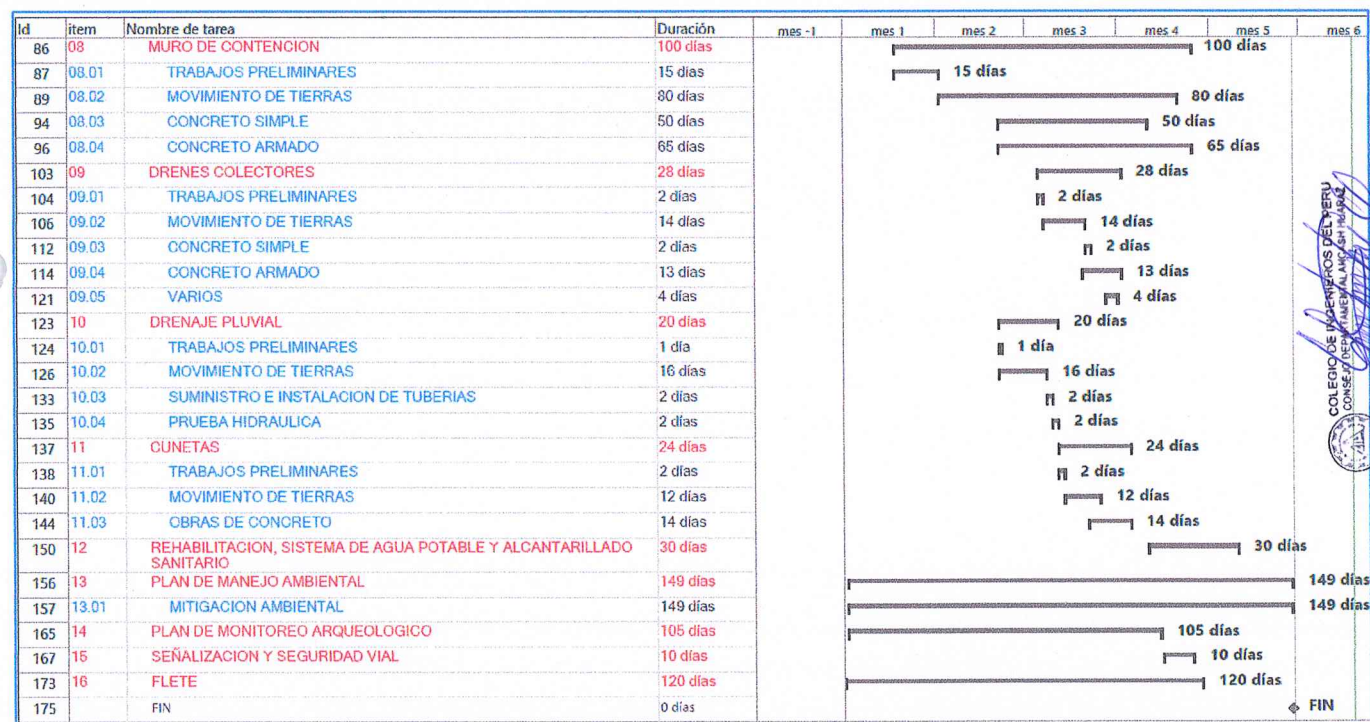 Id item Nombre de tarea Duración mes -1 mes 1 mes 2 mes 3 mes 4 mes 5 mes 6
86 08 MURO DE CONTENCION 100 días 100 días
87 08.01 TRABAJOS PRELIMINARES 15 días 15 días
89 08.02 MOVIMIENTO DE TIERRAS 80 días 80 días
94 08.03 CONCRETO SIMPLE 50 días 50 días
96 08.04 CONCRETO ARMADO 65 días 65 días
103 09 DRENES COLECTORES 28 días 28 días
104 09.01 TRABAJOS PRELIMINARES 2 días 2 días
106 09.02 MOVIMIENTO DE TIERRAS 14 días 14 días
112 09.03 CONCRETO SIMPLE 2 días 2 días
114 09.04 CONCRETO ARMADO 13 días 13 días
121 09.05 VARIOS 4 días 4 días
123 10 DRENAJE PLUVIAL 20 días 20 días
124 10.01 TRABAJOS PRELIMINARES 1 día 1 día
126 10.02 MOVIMIENTO DE TIERRAS 16 días 16 días
133 10.03 SUMINISTRO E INSTALACION DE TUBERIAS 2 días 2 días
135 10.04 PRUEBA HIDRAULICA 2 días 2 días
137 11 CUNETAS 24 días 24 días
138 11.01 TRABAJOS PRELIMINARES 2 días 2 días
140 11.02 MOVIMIENTO DE TIERRAS 12 días 12 días
144 11.03 OBRAS DE CONCRETO 14 días 14 días
150 12 REHABILITACION, SISTEMA DE AGUA POTABLE Y ALCANTARILLADO 30 días 30 días
SANITARIO
156 13 PLAN DE MANEJO AMBIENTAL 149 días 149 días
157 13.01 MITIGACION AMBIENTAL 149 días 149 días
165 14 PLAN DE MONITOREO ARQUEOLOGICO 105 días 105 días
167 15 SEÑALIZACION Y SEGURIDAD VIAL 10 días 10 días
173 16 FLETE 120 días 120 días
175 FIN 0 días FIN
COLEGIO DE INGENIEROS DEL PERU
CONSEJO DEPARTAMENTAL ANCASH HUARAZ